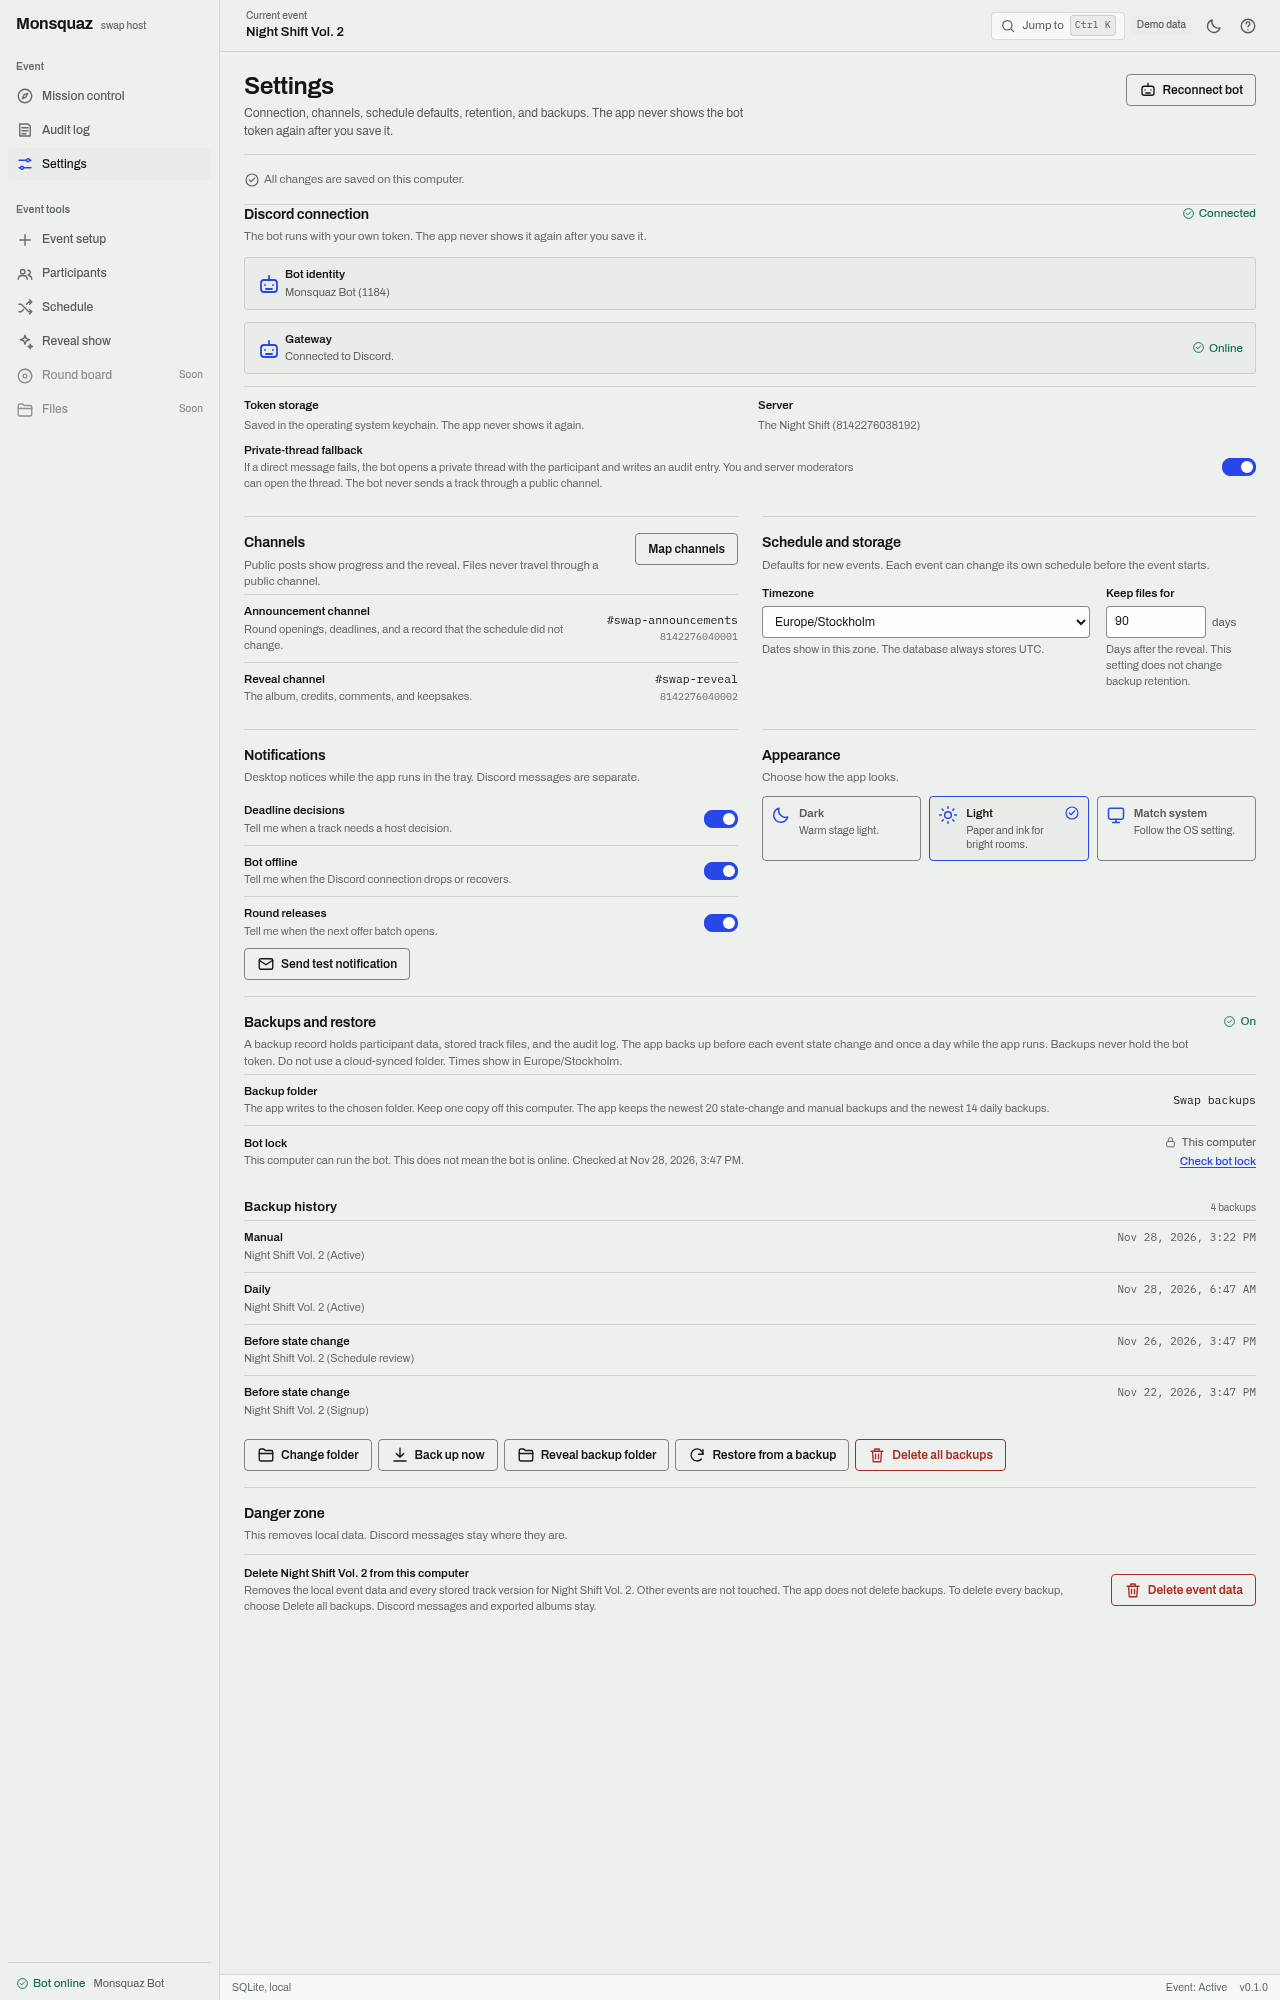 Monsquaz swap host
Event
Mission control
Audit log
Settings
Event tools
Event setup
Participants
Schedule
Reveal show
Round board Soon
Files Soon
Bot online Monsquaz Bot
Current event
Night Shift Vol. 2
Jump to Ctrl K
Demo data
Settings
Connection, channels, schedule defaults, retention, and backups. The app never shows the bot
token again after you save it.
Reconnect bot
All changes are saved on this computer.
Discord connection
Connected
The bot runs with your own token. The app never shows it again after you save it.
Bot identity
Monsquaz Bot (1184)
Gateway
Connected to Discord.
Online
Token storage
Saved in the operating system keychain. The app never shows it again.
Server
The Night Shift (8142276038192)
Private-thread fallback
If a direct message fails, the bot opens a private thread with the participant and writes an audit entry. You and server moderators
can open the thread. The bot never sends a track through a public channel.
Channels
Public posts show progress and the reveal. Files never travel through a
public channel.
Map channels
Announcement channel
Round openings, deadlines, and a record that the schedule did not
change.
#swap-announcements
8142276040001
Reveal channel
The album, credits, comments, and keepsakes.
#swap-reveal
8142276040002
Schedule and storage
Defaults for new events. Each event can change its own schedule before the event starts.
Timezone
Europe/Stockholm
Dates show in this zone. The database always stores UTC.
Keep files for
90 days
Days after the reveal. This
setting does not change
backup retention.
Notifications
Desktop notices while the app runs in the tray. Discord messages are separate.
Deadline decisions
Tell me when a track needs a host decision.
Bot offline
Tell me when the Discord connection drops or recovers.
Round releases
Tell me when the next offer batch opens.
Send test notification
Appearance
Choose how the app looks.
Dark
Warm stage light.
Light
Paper and ink for
bright rooms.
Match system
Follow the OS setting.
Backups and restore
On
A backup record holds participant data, stored track files, and the audit log. The app backs up before each event state change and once a day while the app runs. Backups never hold the bot
token. Do not use a cloud-synced folder. Times show in Europe/Stockholm.
Backup folder
The app writes to the chosen folder. Keep one copy off this computer. The app keeps the newest 20 state-change and manual backups and the newest 14 daily backups.
Swap backups
Bot lock
This computer can run the bot. This does not mean the bot is online. Checked at Nov 28, 2026, 3:47 PM.
This computer
Check bot lock
Backup history
4 backups
Manual
Nov 28, 2026, 3:22 PM
Night Shift Vol. 2 (Active)
Daily
Nov 28, 2026, 6:47 AM
Night Shift Vol. 2 (Active)
Before state change
Nov 26, 2026, 3:47 PM
Night Shift Vol. 2 (Schedule review)
Before state change
Nov 22, 2026, 3:47 PM
Night Shift Vol. 2 (Signup)
Change folder
Back up now
Reveal backup folder
Restore from a backup
Delete all backups
Danger zone
This removes local data. Discord messages stay where they are.
Delete Night Shift Vol. 2 from this computer
Removes the local event data and every stored track version for Night Shift Vol. 2. Other events are not touched. The app does not delete backups. To delete every backup,
choose Delete all backups. Discord messages and exported albums stay.
Delete event data
SQLite, local
Event: Active v0.1.0